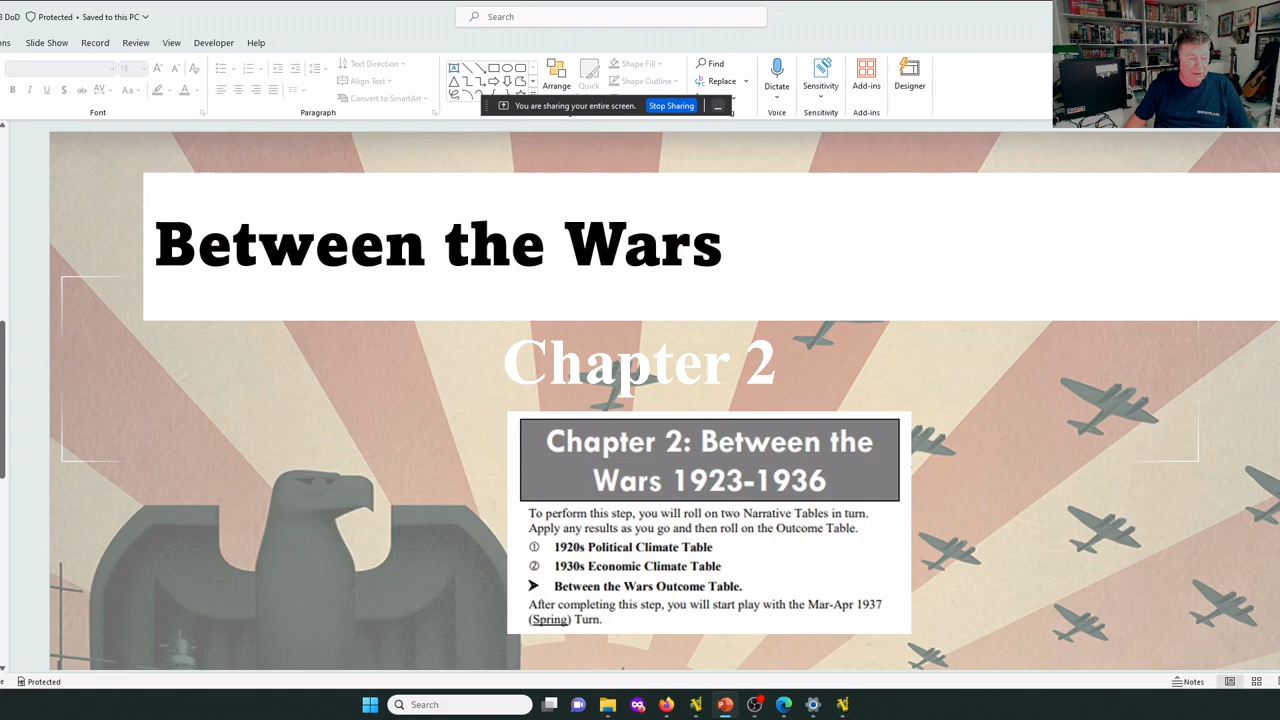 3 DoD Protected • Saved to this PC
Search
ns Slide Show Record Review View Developer Help
18
Text Direction
Align Text
Convert to SmartArt
Shape Fill
Shape Outline
Arrange
Quick
Find
Replace
Dictate
Sensitivity
Add-ins
Designer
You are sharing your entire screen. Stop Sharing
Font
Paragraph
Voice
Sensitivity
Add-ins
Between the Wars
Chapter 2
Chapter 2: Between the
Wars 1923-1936
To perform this step, you will roll on two Narrative Tables in turn.
Apply any results as you go and then roll on the Outcome Table.
① 1920s Political Climate Table
② 1930s Economic Climate Table
➤ Between the Wars Outcome Table.
After completing this step, you will start play with the Mar-Apr 1937
(Spring) Turn.
Protected
Notes
Search